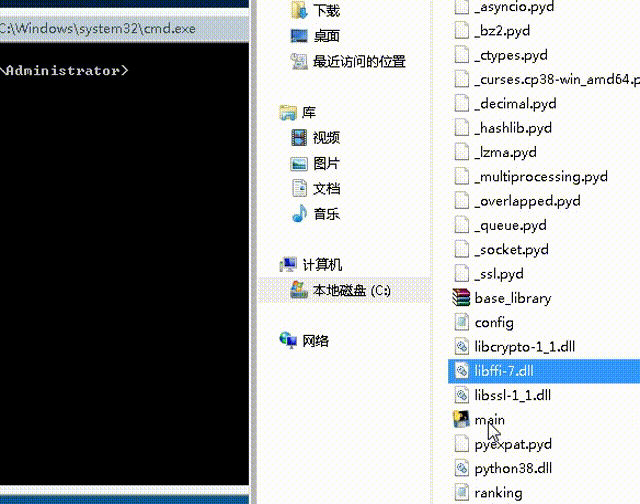 C:\Windows\system32\cmd.exe
\Administrator>
下载
桌面
最近访问的位置
库
视频
图片
文档
音乐
计算机
本地磁盘 (C:)
网络
_asyncio.pyd
_bz2.pyd
_ctypes.pyd
_curses.cp38-win_amd64.p
_decimal.pyd
_hashlib.pyd
_lzma.pyd
_multiprocessing.pyd
_overlapped.pyd
_queue.pyd
_socket.pyd
_ssl.pyd
base_library
config
libcrypto-1_1.dll
libffi-7.dll
libssl-1_1.dll
main
pyexpat.pyd
python38.dll
ranking